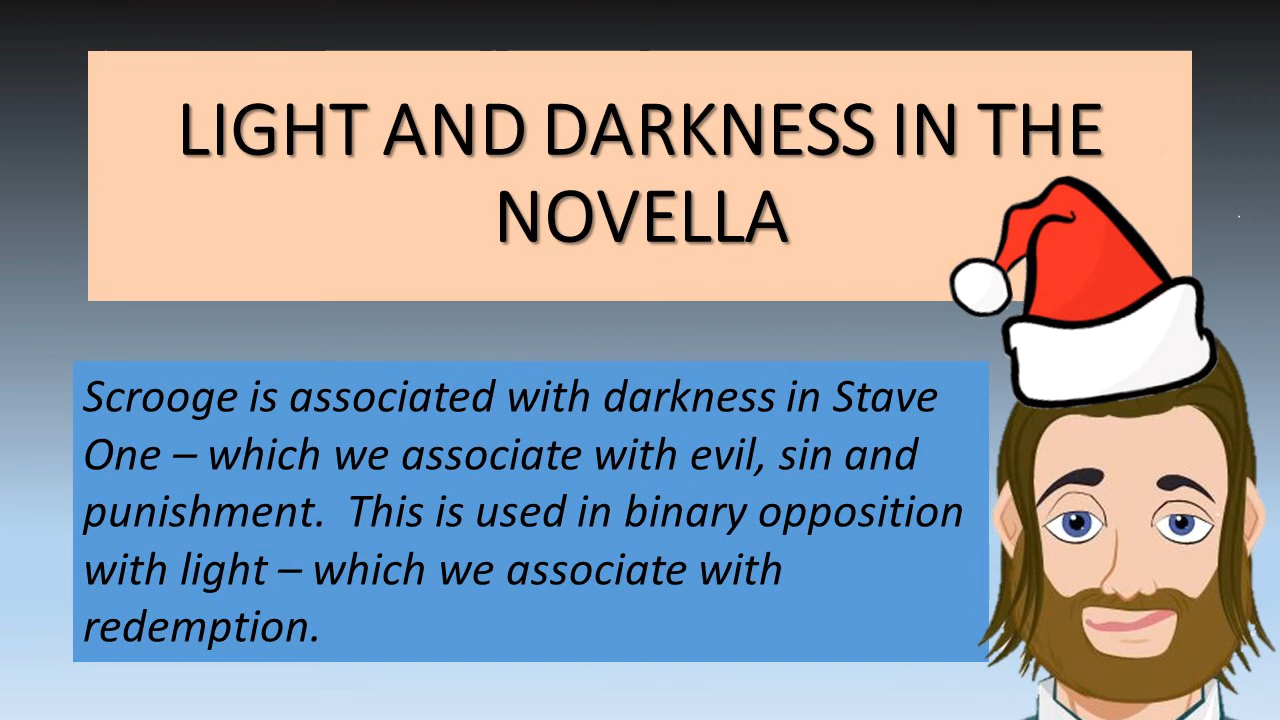 LIGHT AND DARKNESS IN THE
NOVELLA
Scrooge is associated with darkness in Stave
One – which we associate with evil, sin and
punishment.  This is used in binary opposition
with light – which we associate with
redemption.